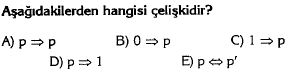 Aşağıdakilerden hangisi çelişkidir?
A) p ⇒ p B) 0 ⇒ p C) 1 ⇒ p
D) p ⇒ 1 E) p ⇔ p′